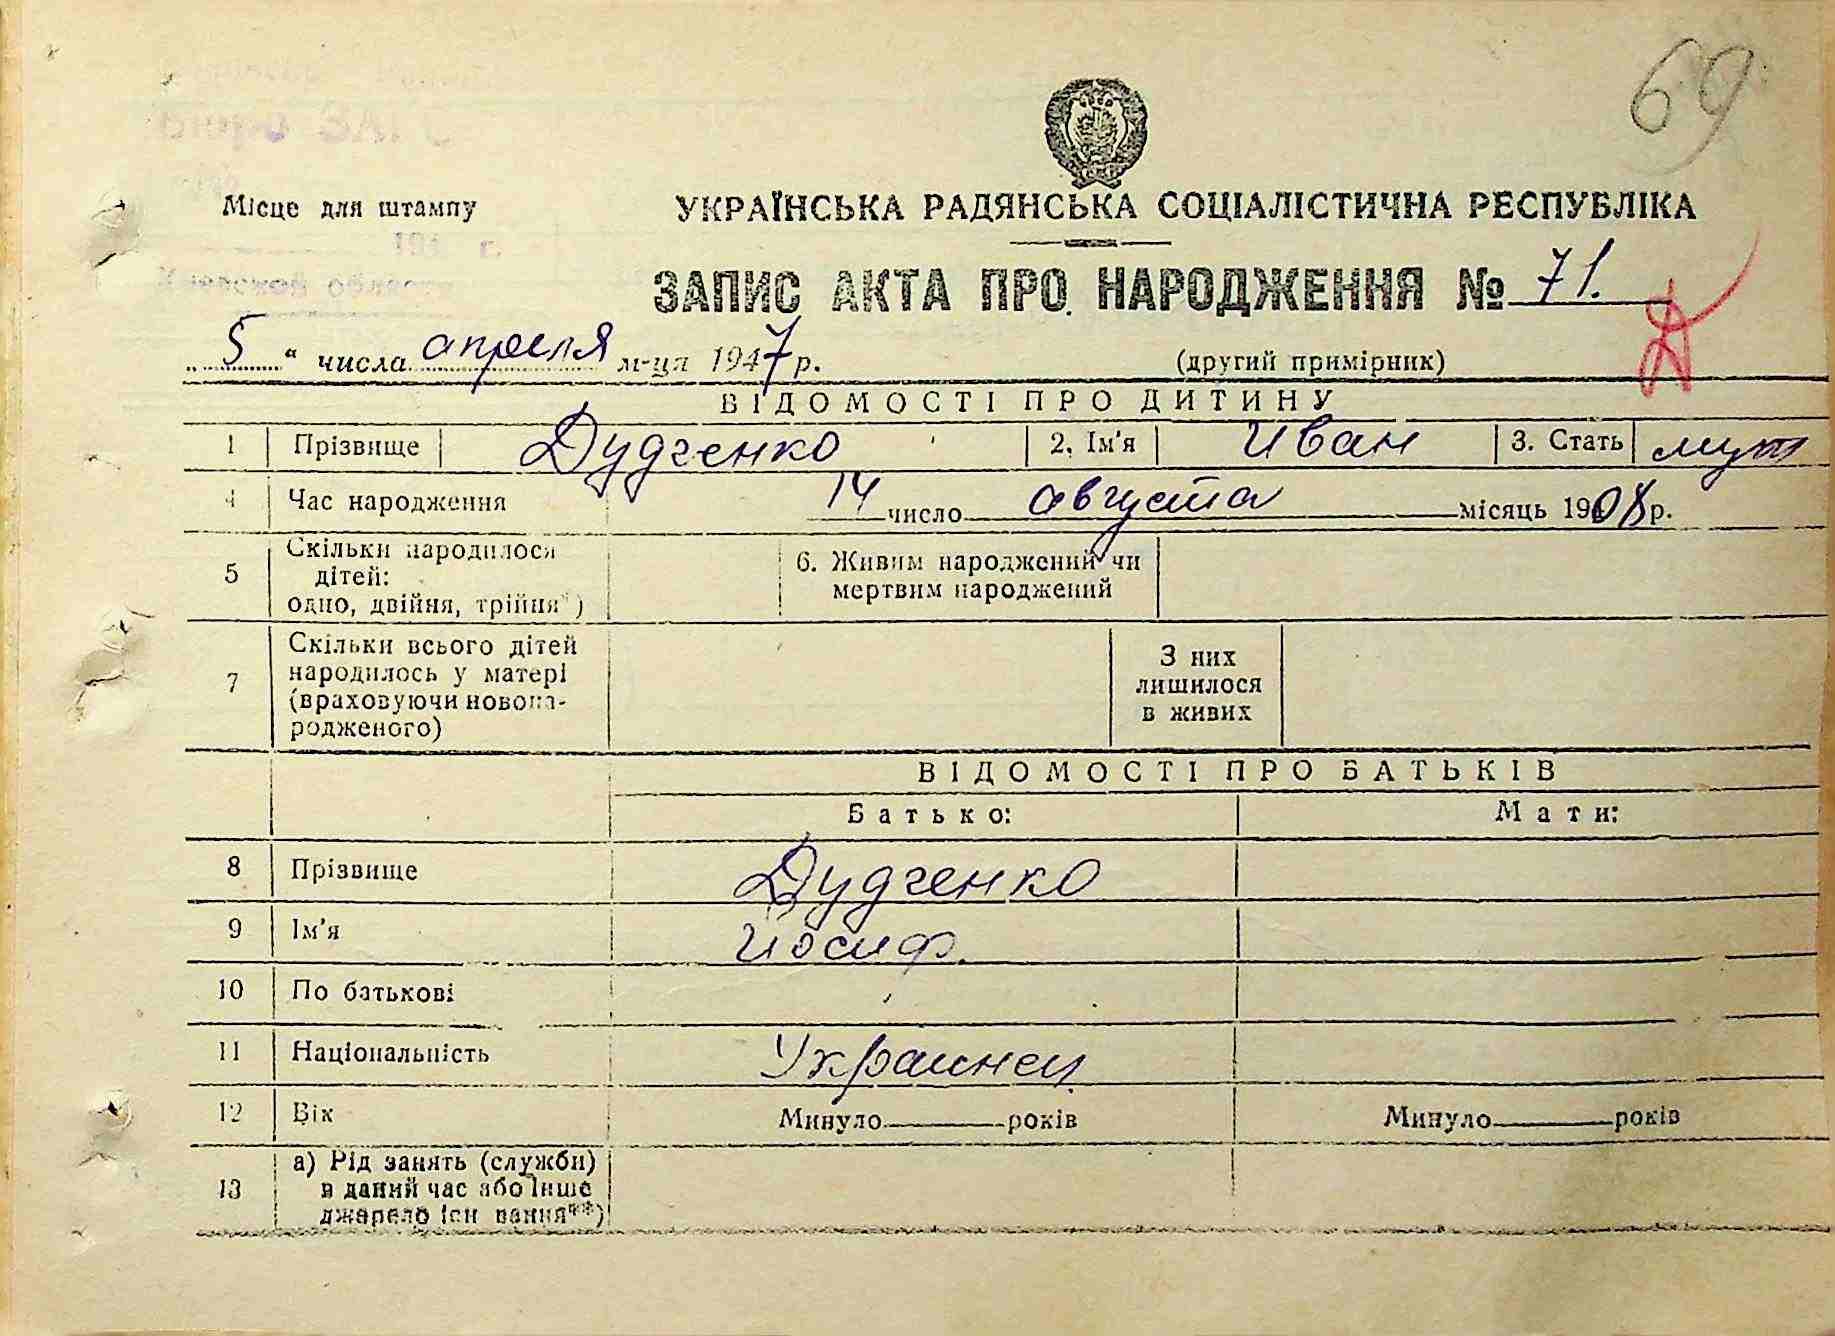 69
Місце для штампу
УКРАЇНСЬКА РАДЯНСЬКА СОЦІАЛІСТИЧНА РЕСПУБЛІКА
ЗАПИС АКТА ПРО НАРОДЖЕННЯ № 71.
„5“ числа апреля м-ця 1947 р. (другий примірник)
ВІДОМОСТІ ПРО ДИТИНУ
1 Прізвище Дудченко 2. Ім'я Иван 3. Стать муж
4 Час народження 14 число августа місяць 1908 р.
5 Скільки народилося дітей: одно, двійня, трійня*) 6. Живим народжений чи мертвим народжений
7 Скільки всього дітей народилось у матері (враховуючи новона-родженого) З них лишилося в живих
ВІДОМОСТІ ПРО БАТЬКІВ
Батько: Мати:
8 Прізвище Дудченко
9 Ім'я Иосиф.
10 По батькові
11 Національність Украинец
12 Вік Минуло років Минуло років
13 а) Рід занять (служби) в даний час або інше джерело існування**)